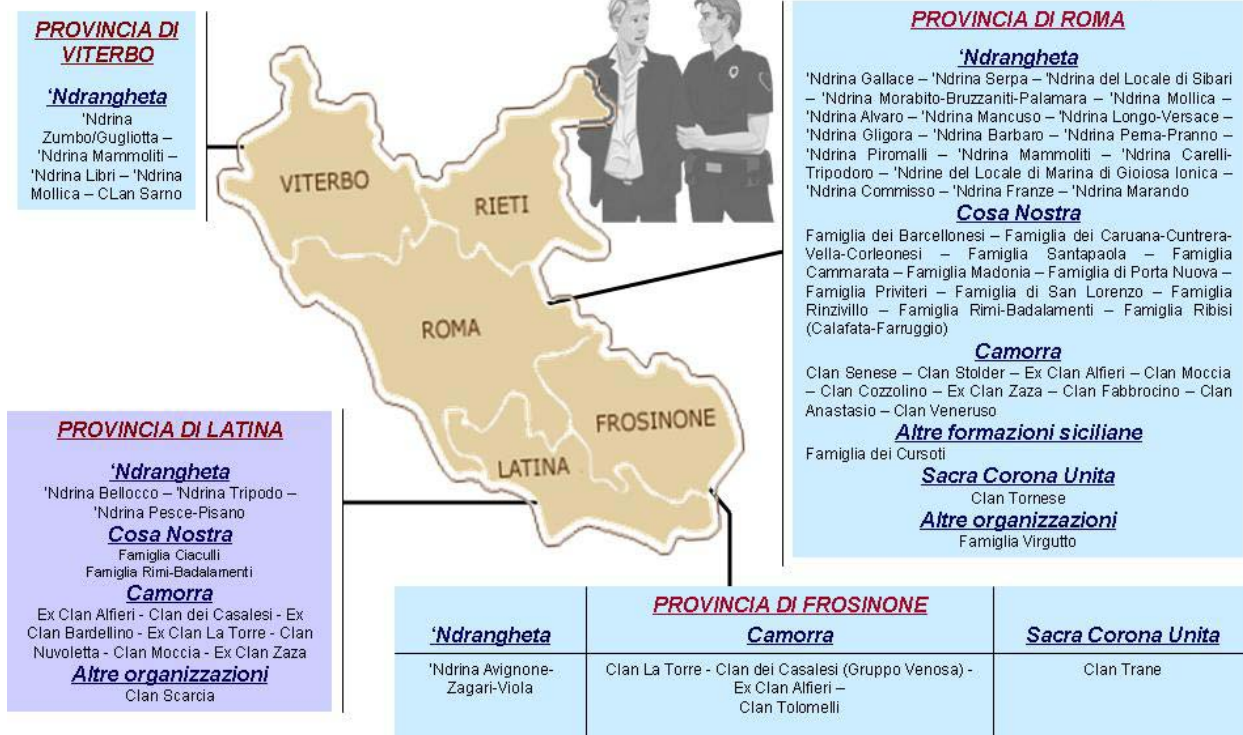 PROVINCIA DI
VITERBO
'Ndrangheta
'Ndrina
Zumbo/Gugliotta –
'Ndrina Mammoliti –
'Ndrina Libri – 'Ndrina
Mollica – CLan Sarno
VITERBO
RIETI
ROMA
FROSINONE
LATINA
PROVINCIA DI ROMA
'Ndrangheta
'Ndrina Gallace – 'Ndrina Serpa – 'Ndrina del Locale di Sibari
– 'Ndrina Morabito-Bruzzaniti-Palamara – 'Ndrina Mollica –
'Ndrina Alvaro – 'Ndrina Mancuso – 'Ndrina Longo-Versace –
'Ndrina Gligora – 'Ndrina Barbaro – 'Ndrina Perna-Pranno –
'Ndrina Piromalli – 'Ndrina Mammoliti – 'Ndrina Carelli-
Tripodoro – 'Ndrine del Locale di Marina di Gioiosa Ionica –
'Ndrina Commisso – 'Ndrina Franze – 'Ndrina Marando
Cosa Nostra
Famiglia dei Barcellonesi – Famiglia dei Caruana-Cuntrera-
Vella-Corleonesi – Famiglia Santapaola – Famiglia
Cammarata – Famiglia Madonia – Famiglia di Porta Nuova –
Famiglia Priviteri – Famiglia di San Lorenzo – Famiglia
Rinzivillo – Famiglia Rimi-Badalamenti – Famiglia Ribisi
(Calafata-Farruggio)
Camorra
Clan Senese – Clan Stolder – Ex Clan Alfieri – Clan Moccia
– Clan Cozzolino – Ex Clan Zaza – Clan Fabbrocino – Clan
Anastasio – Clan Veneruso
Altre formazioni siciliane
Famiglia dei Cursoti
Sacra Corona Unita
Clan Tornese
Altre organizzazioni
Famiglia Virgutto
PROVINCIA DI LATINA
'Ndrangheta
'Ndrina Bellocco – 'Ndrina Tripodo –
'Ndrina Pesce-Pisano
Cosa Nostra
Famiglia Ciaculli
Famiglia Rimi-Badalamenti
Camorra
Ex Clan Alfieri - Clan dei Casalesi - Ex
Clan Bardellino - Ex Clan La Torre - Clan
Nuvoletta - Clan Moccia - Ex Clan Zaza
Altre organizzazioni
Clan Scarcia
PROVINCIA DI FROSINONE
'Ndrangheta
'Ndrina Avignone-
Zagari-Viola
Camorra
Clan La Torre - Clan dei Casalesi (Gruppo Venosa) -
Ex Clan Alfieri –
Clan Tolomelli
Sacra Corona Unita
Clan Trane